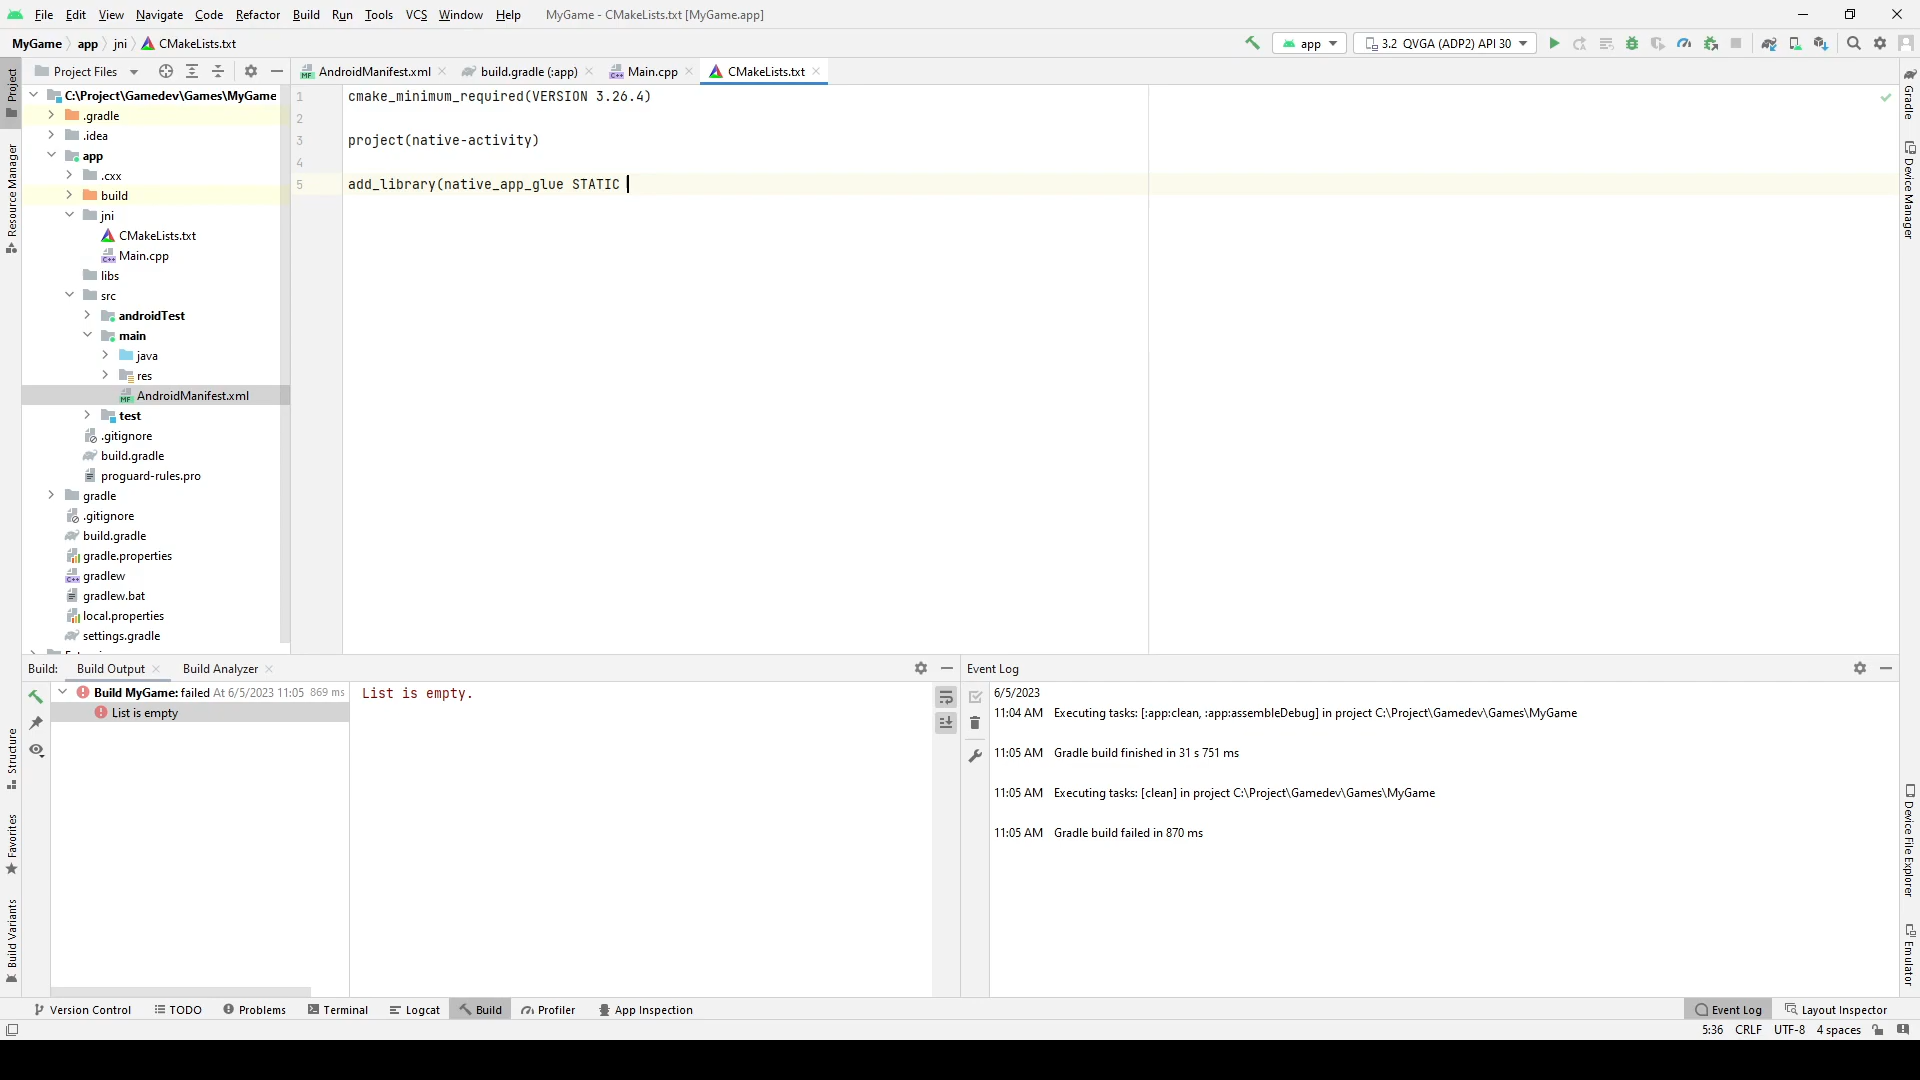 File Edit View Navigate Code Refactor Build Run Tools VCS Window Help MyGame - CMakeLists.txt [MyGame.app]
MyGame app jni CMakeLists.txt app 3.2 QVGA (ADP2) API 30
Project Files AndroidManifest.xml build.gradle (:app) Main.cpp CMakeLists.txt
Project
Resource Manager
Structure
Favorites
Build Variants
C:\Project\Gamedev\Games\MyGame
.gradle
.idea
app
.cxx
build
jni
CMakeLists.txt
Main.cpp
libs
src
androidTest
main
java
res
AndroidManifest.xml
test
.gitignore
build.gradle
proguard-rules.pro
gradle
.gitignore
build.gradle
gradle.properties
gradlew
gradlew.bat
local.properties
settings.gradle
1 cmake_minimum_required(VERSION 3.26.4)
2
3 project(native-activity)
4
5 add_library(native_app_glue STATIC
Gradle
Device Manager
Device File Explorer
Emulator
Build: Build Output Build Analyzer
Build MyGame: failed At 6/5/2023 11:05 869 ms
List is empty
List is empty.
Event Log
6/5/2023
11:04 AM Executing tasks: [:app:clean, :app:assembleDebug] in project C:\Project\Gamedev\Games\MyGame
11:05 AM Gradle build finished in 31 s 751 ms
11:05 AM Executing tasks: [clean] in project C:\Project\Gamedev\Games\MyGame
11:05 AM Gradle build failed in 870 ms
Version Control TODO Problems Terminal Logcat Build Profiler App Inspection Event Log Layout Inspector
5:36 CRLF UTF-8 4 spaces